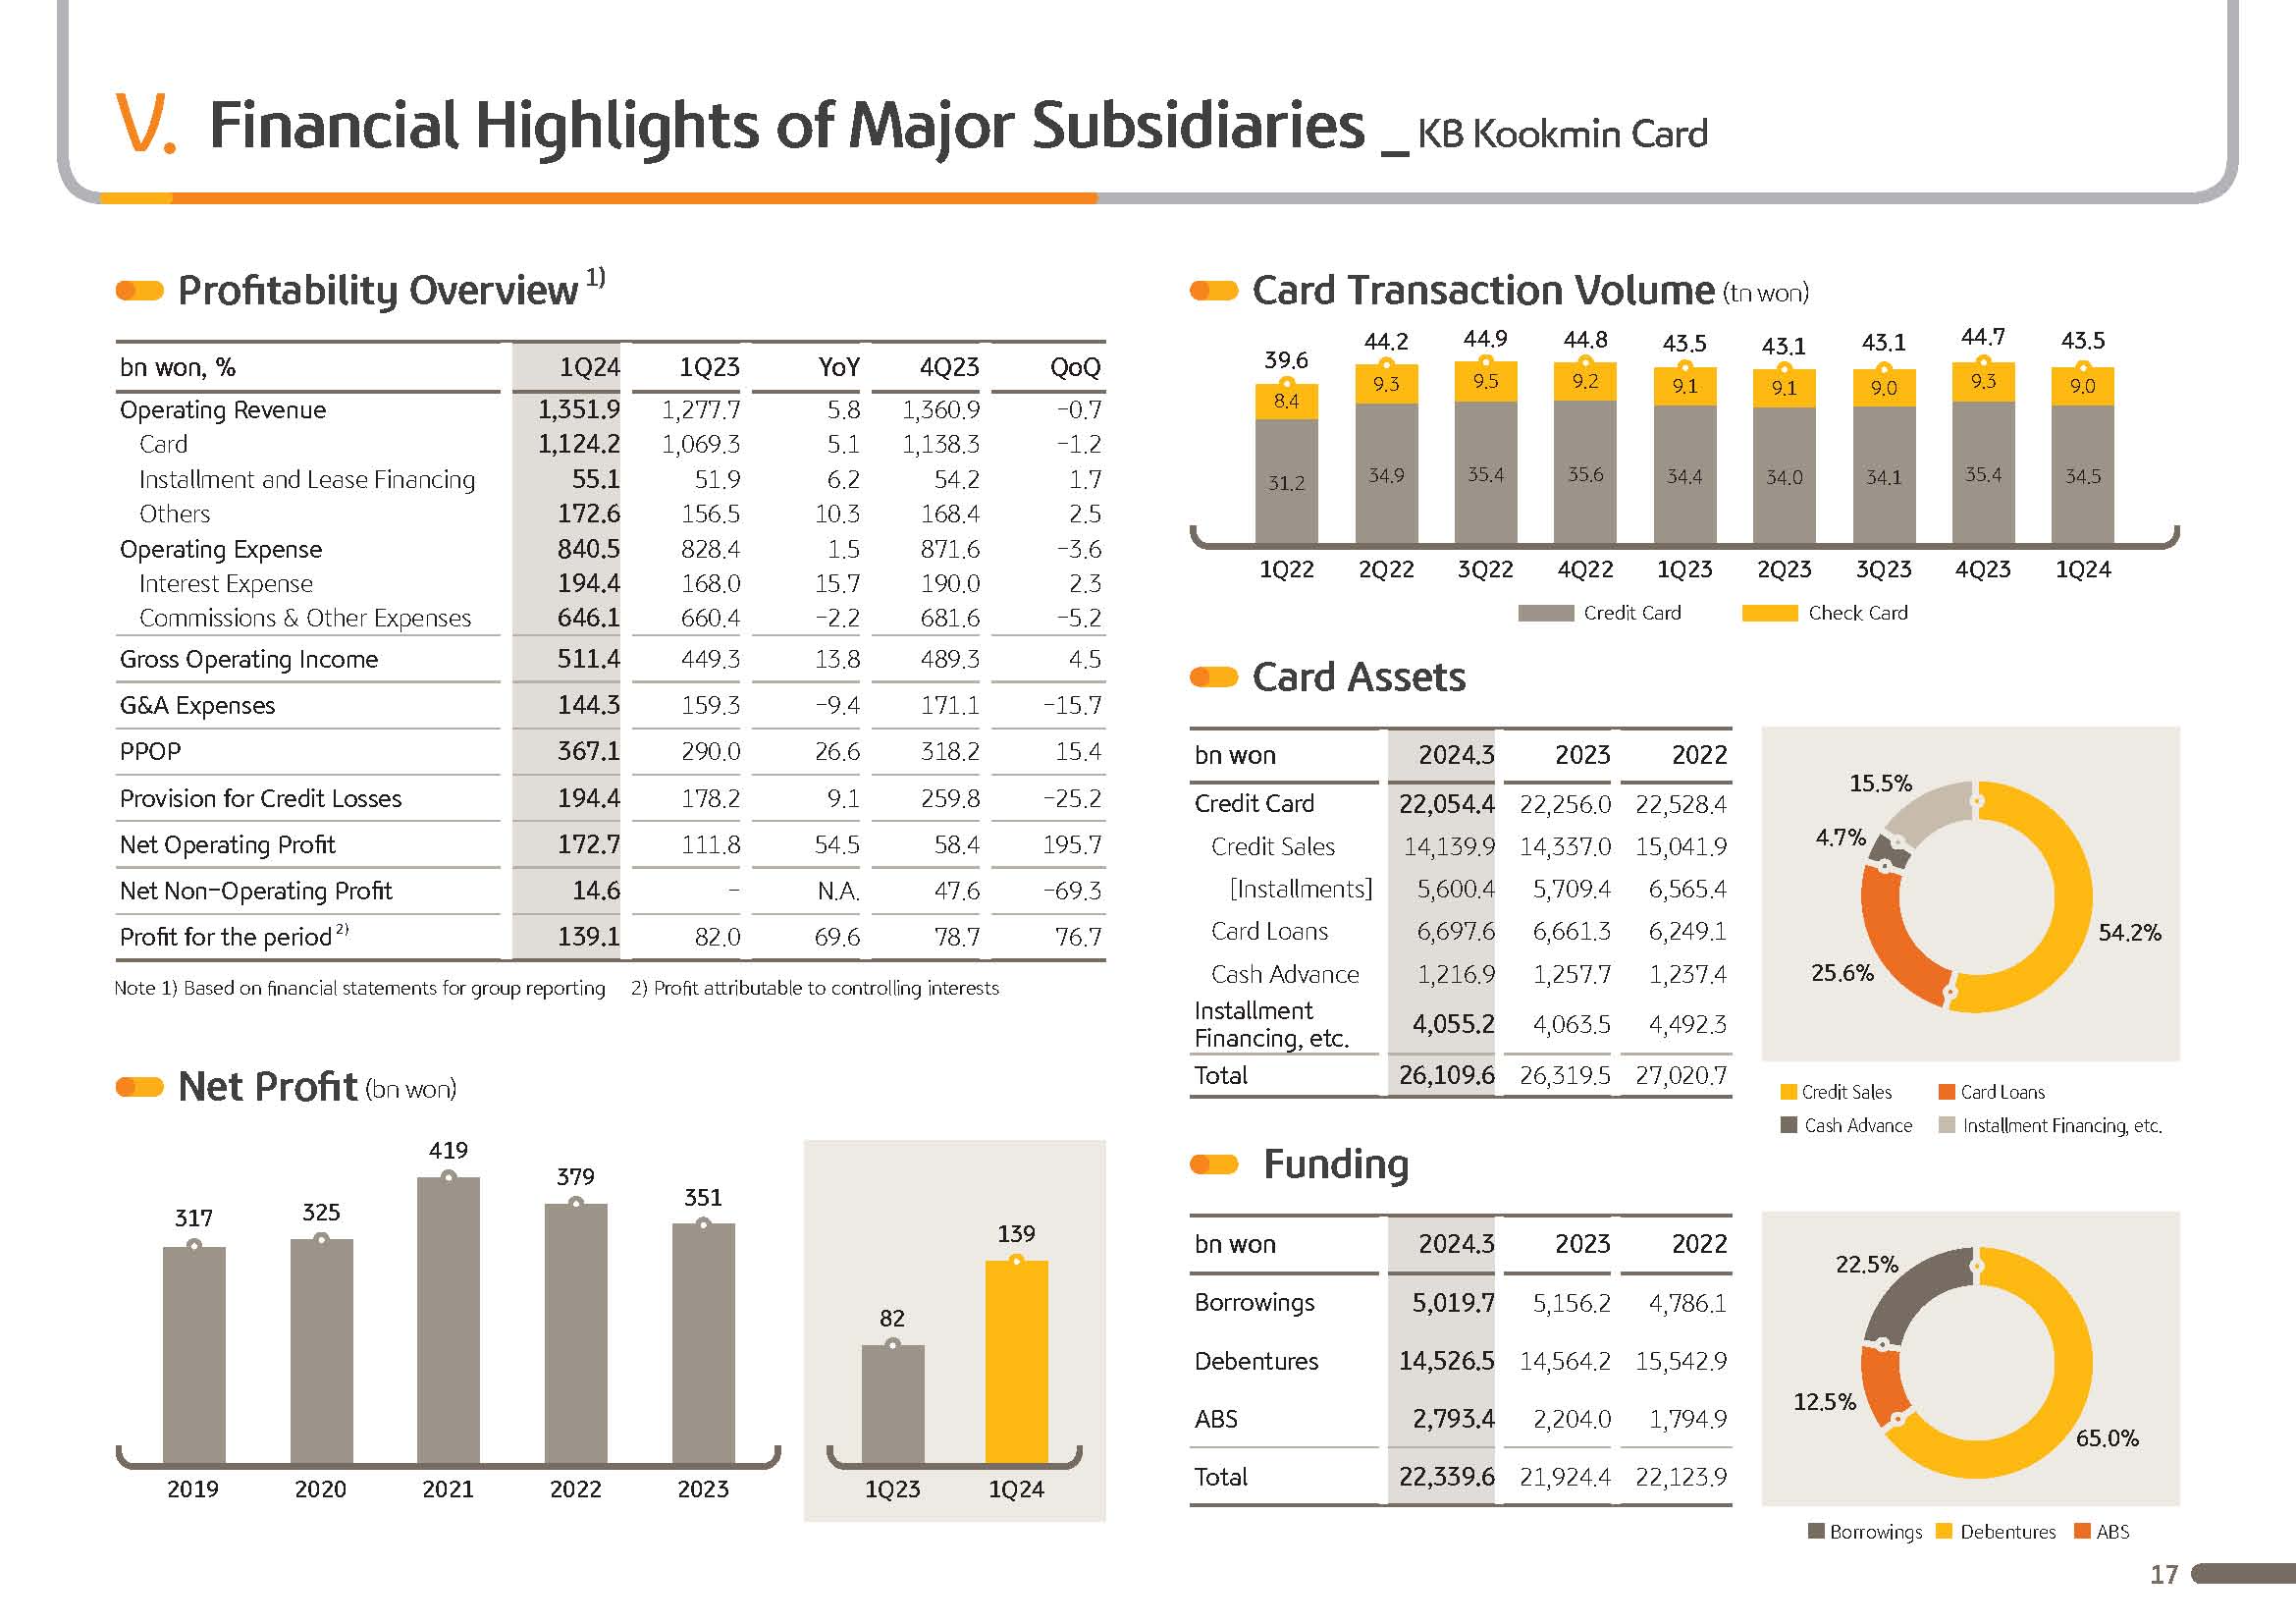 V. Financial Highlights of Major Subsidiaries _ KB Kookmin Card
Profitability Overview 1)
bn won, % 1Q24 1Q23 YoY 4Q23 QoQ
Operating Revenue 1,351.9 1,277.7 5.8 1,360.9 -0.7
Card 1,124.2 1,069.3 5.1 1,138.3 -1.2
Installment and Lease Financing 55.1 51.9 6.2 54.2 1.7
Others 172.6 156.5 10.3 168.4 2.5
Operating Expense 840.5 828.4 1.5 871.6 -3.6
Interest Expense 194.4 168.0 15.7 190.0 2.3
Commissions & Other Expenses 646.1 660.4 -2.2 681.6 -5.2
Gross Operating Income 511.4 449.3 13.8 489.3 4.5
G&A Expenses 144.3 159.3 -9.4 171.1 -15.7
PPOP 367.1 290.0 26.6 318.2 15.4
Provision for Credit Losses 194.4 178.2 9.1 259.8 -25.2
Net Operating Profit 172.7 111.8 54.5 58.4 195.7
Net Non-Operating Profit 14.6 - N.A. 47.6 -69.3
Profit for the period 2) 139.1 82.0 69.6 78.7 76.7
Note 1) Based on financial statements for group reporting 2) Profit attributable to controlling interests
Net Profit (bn won)
317 325 419 379 351
2019 2020 2021 2022 2023
82 139
1Q23 1Q24
Card Transaction Volume (tn won)
39.6 44.2 44.9 44.8 43.5 43.1 43.1 44.7 43.5
8.4 9.3 9.5 9.2 9.1 9.1 9.0 9.3 9.0
31.2 34.9 35.4 35.6 34.4 34.0 34.1 35.4 34.5
1Q22 2Q22 3Q22 4Q22 1Q23 2Q23 3Q23 4Q23 1Q24
Credit Card Check Card
Card Assets
bn won 2024.3 2023 2022
Credit Card 22,054.4 22,256.0 22,528.4
Credit Sales 14,139.9 14,337.0 15,041.9
[Installments] 5,600.4 5,709.4 6,565.4
Card Loans 6,697.6 6,661.3 6,249.1
Cash Advance 1,216.9 1,257.7 1,237.4
Installment
Financing, etc. 4,055.2 4,063.5 4,492.3
Total 26,109.6 26,319.5 27,020.7
15.5%
4.7%
54.2%
25.6%
Credit Sales Card Loans
Cash Advance Installment Financing, etc.
Funding
bn won 2024.3 2023 2022
Borrowings 5,019.7 5,156.2 4,786.1
Debentures 14,526.5 14,564.2 15,542.9
ABS 2,793.4 2,204.0 1,794.9
Total 22,339.6 21,924.4 22,123.9
22.5%
12.5%
65.0%
Borrowings Debentures ABS
17